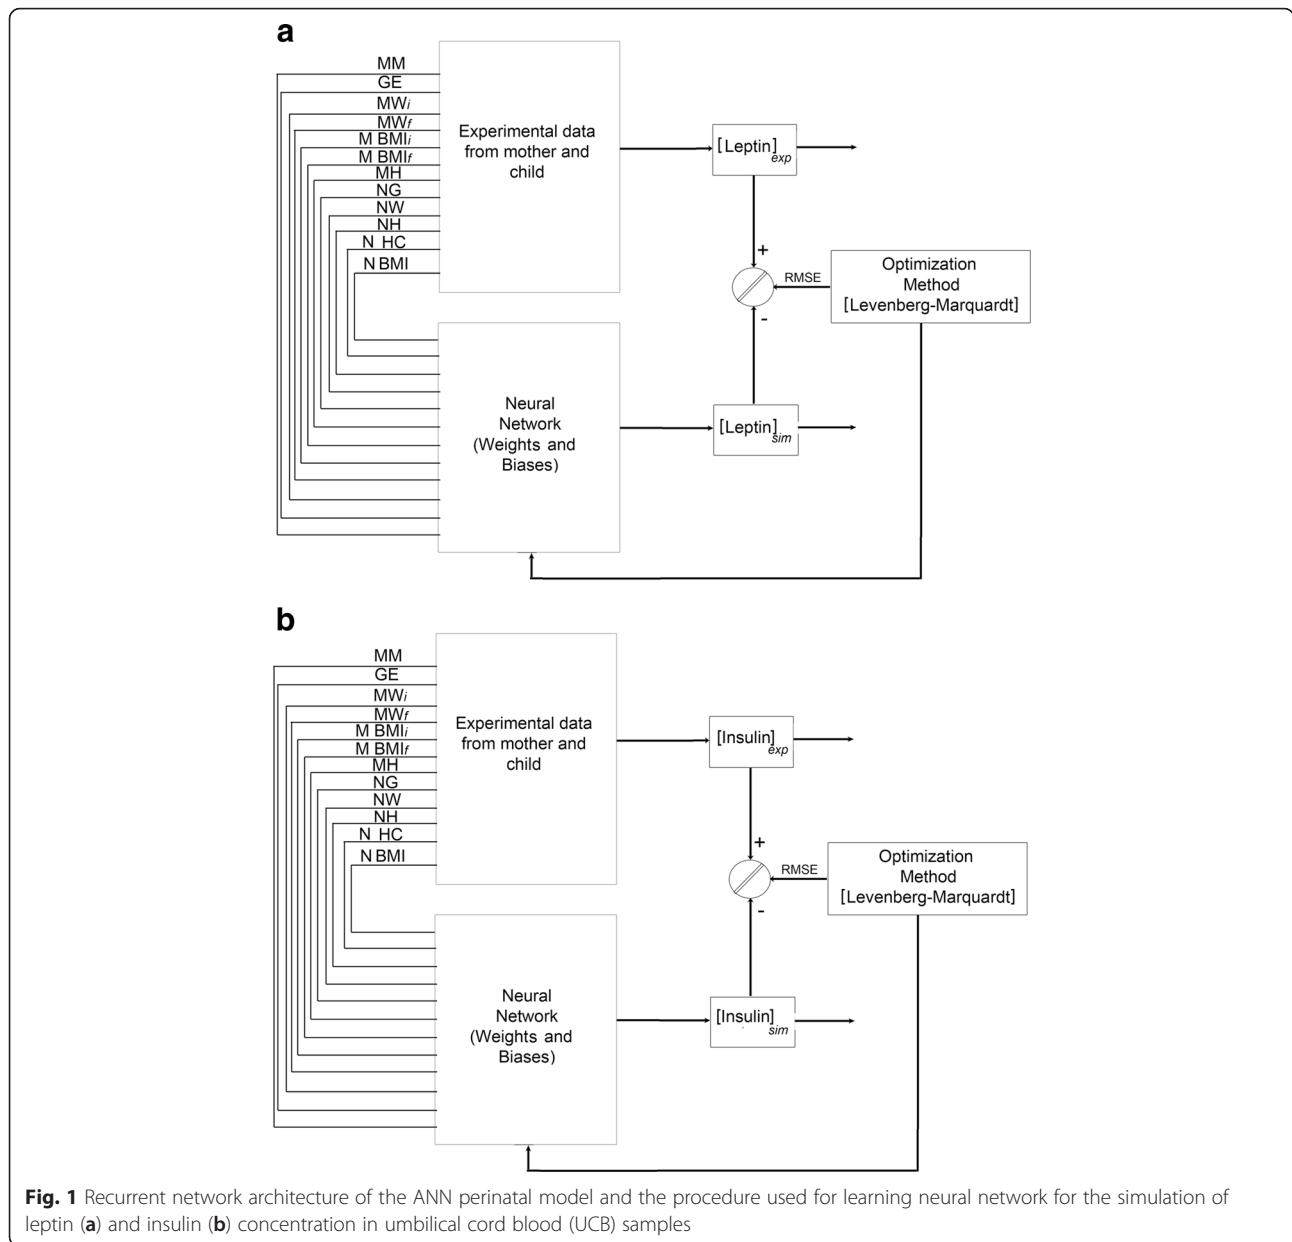 a
MM
GE
MWi
MWf
M BMIi
M BMIf
MH
NG
NW
NH
N HC
N BMI
Experimental data
from mother and
child
[Leptin]exp
+
RMSE
Optimization
Method
[Levenberg-Marquardt]
-
Neural
Network
(Weights and
Biases)
[Leptin]sim
b
MM
GE
MWi
MWf
M BMIi
M BMIf
MH
NG
NW
NH
N HC
N BMI
Experimental data
from mother and
child
[Insulin]exp
+
RMSE
Optimization
Method
[Levenberg-Marquardt]
-
Neural
Network
(Weights and
Biases)
[Insulin]sim
Fig. 1 Recurrent network architecture of the ANN perinatal model and the procedure used for learning neural network for the simulation of
leptin (a) and insulin (b) concentration in umbilical cord blood (UCB) samples